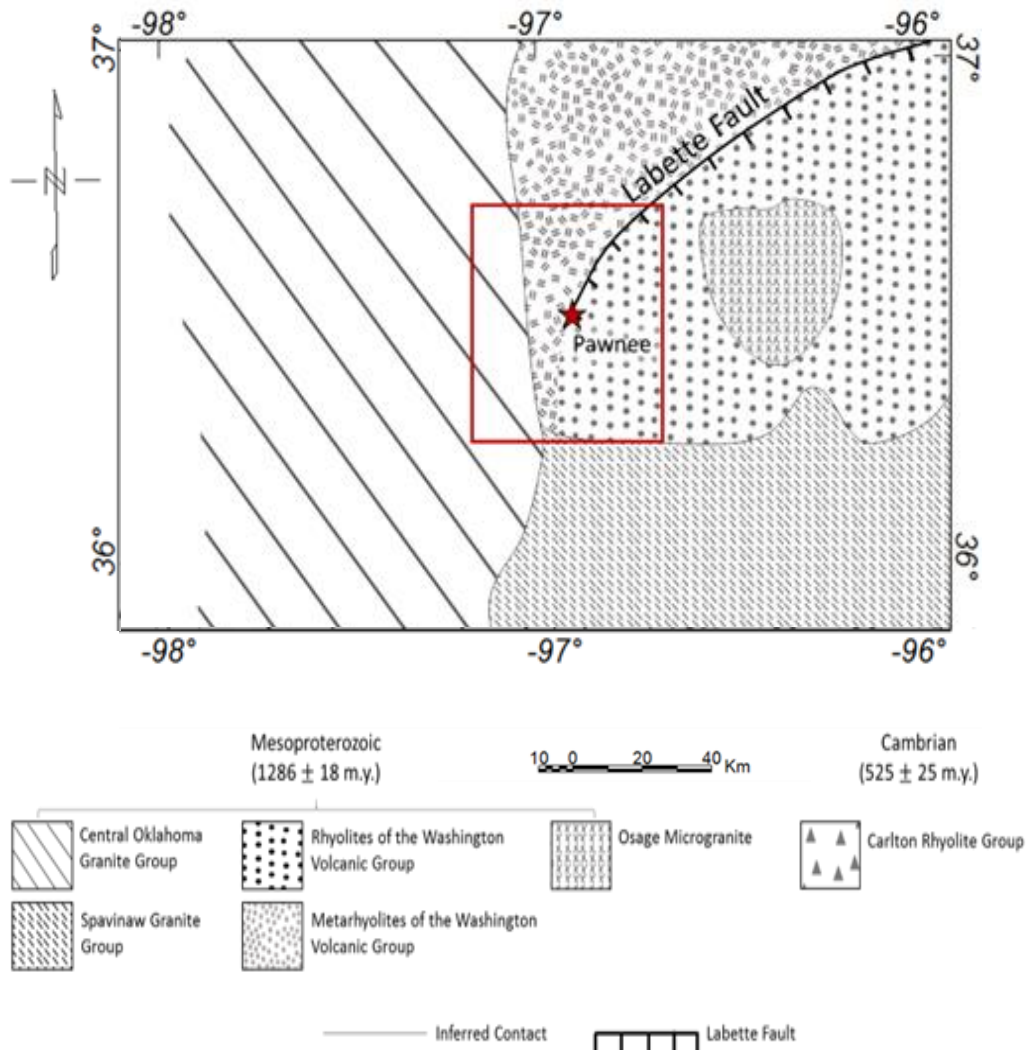 -98° -97° -96°
37° 37°
N
Labette Fault
Pawnee
36° 36°
-98° -97° -96°
Mesoproterozoic
(1286 ± 18 m.y.)
10 0 20 40 Km
Cambrian
(525 ± 25 m.y.)
Central Oklahoma
Granite Group
Rhyolites of the Washington
Volcanic Group
Osage Microgranite
Carlton Rhyolite Group
Spavinaw Granite
Group
Metarhyolites of the Washington
Volcanic Group
Inferred Contact
Labette Fault